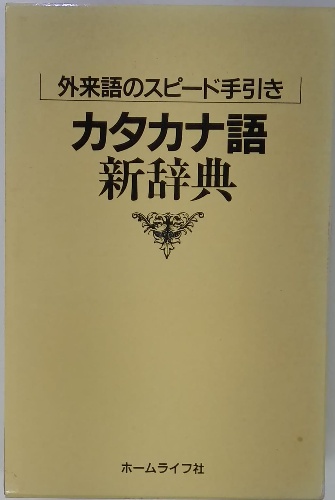 外来語のスピード手引き
カタカナ語
新辞典
ホームライフ社